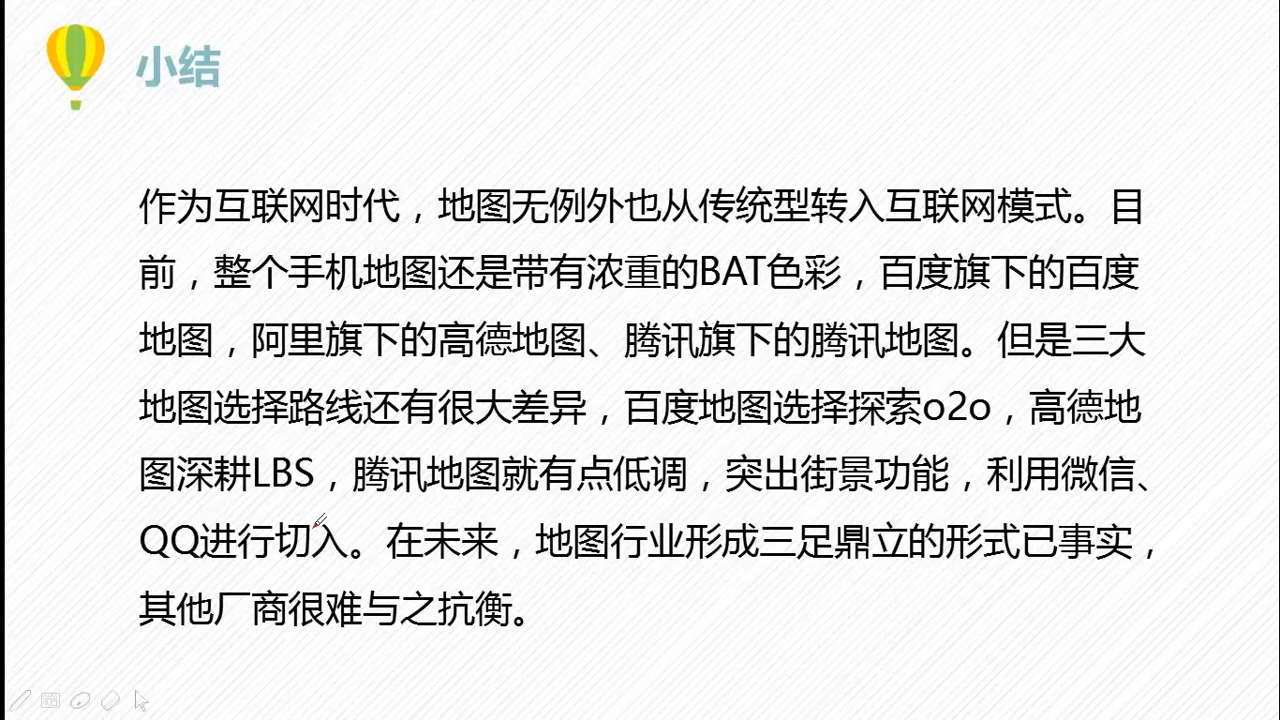 小结
作为互联网时代，地图无例外也从传统型转入互联网模式。目
前，整个手机地图还是带有浓重的BAT色彩，百度旗下的百度
地图，阿里旗下的高德地图、腾讯旗下的腾讯地图。但是三大
地图选择路线还有很大差异，百度地图选择探索o2o，高德地
图深耕LBS，腾讯地图就有点低调，突出街景功能，利用微信、
QQ进行切入。在未来，地图行业形成三足鼎立的形式已事实，
其他厂商很难与之抗衡。